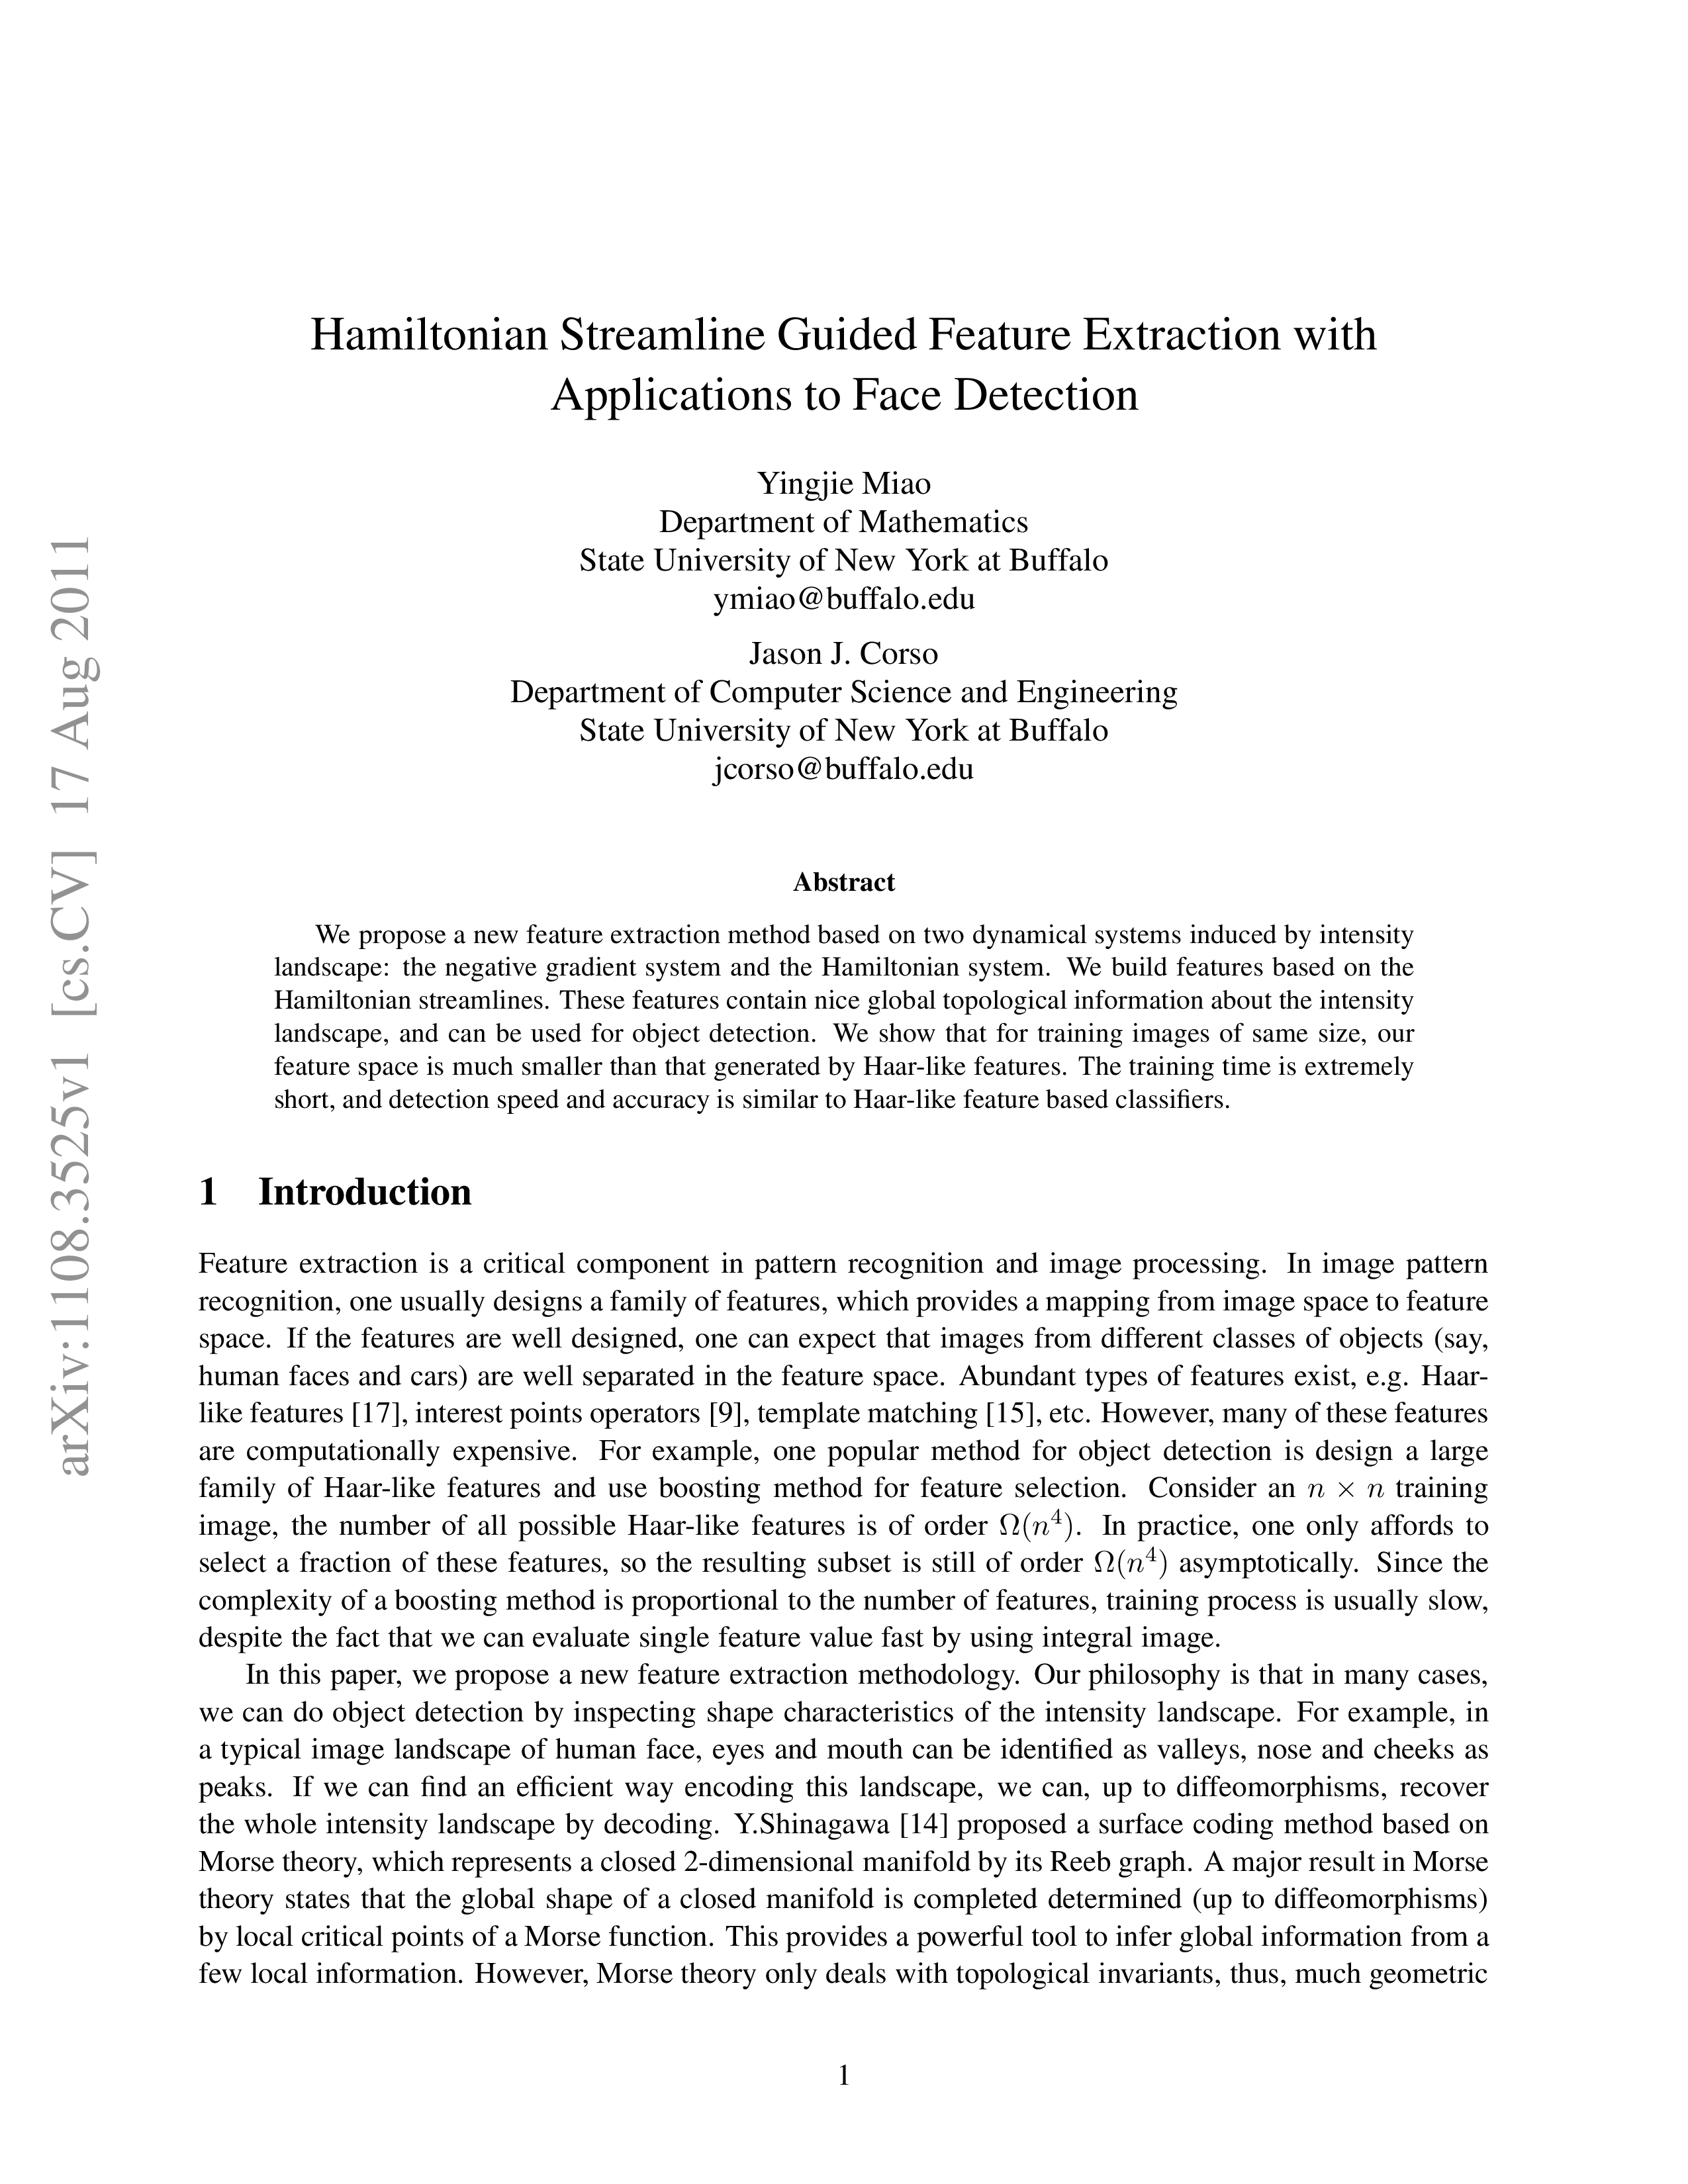 Hamiltonian Streamline Guided Feature Extraction with
Applications to Face Detection
Yingjie Miao
Department of Mathematics
State University of New York at Buffalo
ymiao@buffalo.edu
Jason J. Corso
Department of Computer Science and Engineering
State University of New York at Buffalo
jcorso@buffalo.edu
arXiv:1108.3525v1 [cs.CV] 17 Aug 2011
Abstract
We propose a new feature extraction method based on two dynamical systems induced by intensity
landscape: the negative gradient system and the Hamiltonian system. We build features based on the
Hamiltonian streamlines. These features contain nice global topological information about the intensity
landscape, and can be used for object detection. We show that for training images of same size, our
feature space is much smaller than that generated by Haar-like features. The training time is extremely
short, and detection speed and accuracy is similar to Haar-like feature based classifiers.
1 Introduction
Feature extraction is a critical component in pattern recognition and image processing. In image pattern
recognition, one usually designs a family of features, which provides a mapping from image space to feature
space. If the features are well designed, one can expect that images from different classes of objects (say,
human faces and cars) are well separated in the feature space. Abundant types of features exist, e.g. Haar-
like features [17], interest points operators [9], template matching [15], etc. However, many of these features
are computationally expensive. For example, one popular method for object detection is design a large
family of Haar-like features and use boosting method for feature selection. Consider an n × n training
image, the number of all possible Haar-like features is of order Ω(n⁴). In practice, one only affords to
select a fraction of these features, so the resulting subset is still of order Ω(n⁴) asymptotically. Since the
complexity of a boosting method is proportional to the number of features, training process is usually slow,
despite the fact that we can evaluate single feature value fast by using integral image.
In this paper, we propose a new feature extraction methodology. Our philosophy is that in many cases,
we can do object detection by inspecting shape characteristics of the intensity landscape. For example, in
a typical image landscape of human face, eyes and mouth can be identified as valleys, nose and cheeks as
peaks. If we can find an efficient way encoding this landscape, we can, up to diffeomorphisms, recover
the whole intensity landscape by decoding. Y.Shinagawa [14] proposed a surface coding method based on
Morse theory, which represents a closed 2-dimensional manifold by its Reeb graph. A major result in Morse
theory states that the global shape of a closed manifold is completed determined (up to diffeomorphisms)
by local critical points of a Morse function. This provides a powerful tool to infer global information from a
few local information. However, Morse theory only deals with topological invariants, thus, much geometric
1